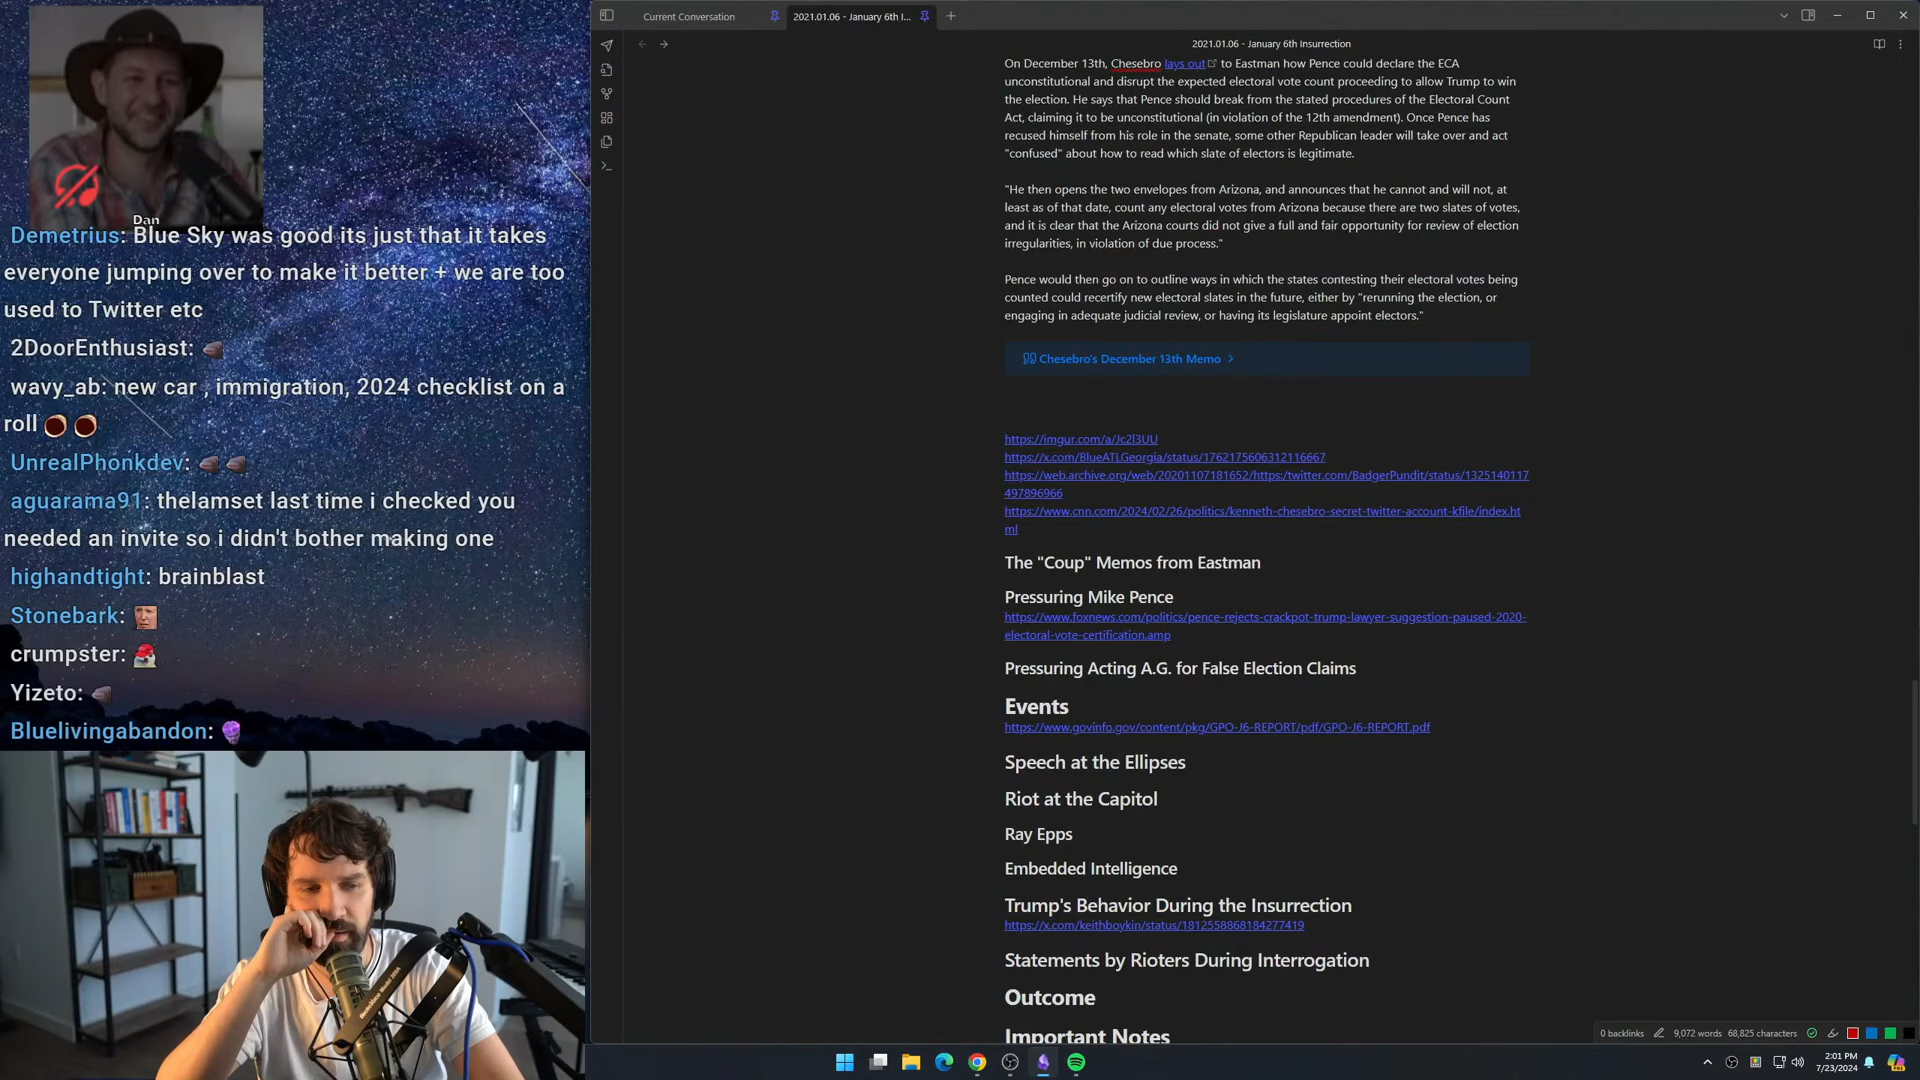 Dan
Demetrius: Blue Sky was good its just that it takes
everyone jumping over to make it better + we are too
used to Twitter etc
2DoorEnthusiast:
wavy_ab: new car , immigration, 2024 checklist on a
roll
UnrealPhonkdev:
aguarama91: thelamset last time i checked you
needed an invite so i didn't bother making one
highandtight: brainblast
Stonebark:
crumpster:
Yizeto:
Bluelivingabandon:
Current Conversation
2021.01.06 - January 6th I...
2021.01.06 - January 6th Insurrection
On December 13th, Chesebro lays out to Eastman how Pence could declare the ECA
unconstitutional and disrupt the expected electoral vote count proceeding to allow Trump to win
the election. He says that Pence should break from the stated procedures of the Electoral Count
Act, claiming it to be unconstitutional (in violation of the 12th amendment). Once Pence has
recused himself from his role in the senate, some other Republican leader will take over and act
"confused" about how to read which slate of electors is legitimate.
"He then opens the two envelopes from Arizona, and announces that he cannot and will not, at
least as of that date, count any electoral votes from Arizona because there are two slates of votes,
and it is clear that the Arizona courts did not give a full and fair opportunity for review of election
irregularities, in violation of due process."
Pence would then go on to outline ways in which the states contesting their electoral votes being
counted could recertify new electoral slates in the future, either by "rerunning the election, or
engaging in adequate judicial review, or having its legislature appoint electors."
Chesebro's December 13th Memo
https://imgur.com/a/Jc2l3UU
https://x.com/BlueATLGeorgia/status/1762175606312116667
https://web.archive.org/web/20201107181652/https:/twitter.com/BadgerPundit/status/1325140117
497896966
https://www.cnn.com/2024/02/26/politics/kenneth-chesebro-secret-twitter-account-kfile/index.ht
ml
The "Coup" Memos from Eastman
Pressuring Mike Pence
https://www.foxnews.com/politics/pence-rejects-crackpot-trump-lawyer-suggestion-paused-2020-
electoral-vote-certification.amp
Pressuring Acting A.G. for False Election Claims
Events
https://www.govinfo.gov/content/pkg/GPO-J6-REPORT/pdf/GPO-J6-REPORT.pdf
Speech at the Ellipses
Riot at the Capitol
Ray Epps
Embedded Intelligence
Trump's Behavior During the Insurrection
https://x.com/keithboykin/status/1812558868184277419
Statements by Rioters During Interrogation
Outcome
Important Notes
0 backlinks 9,072 words 68,825 characters
2:01 PM
7/23/2024